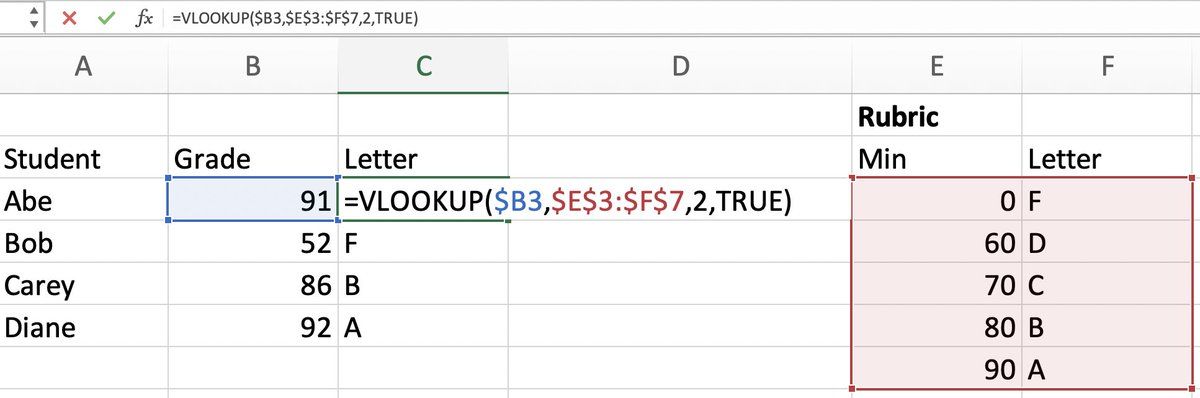 fx =VLOOKUP($B3,$E$3:$F$7,2,TRUE)
A B C D E F
Rubric
Student Grade Letter Min Letter
Abe 91 =VLOOKUP($B3,$E$3:$F$7,2,TRUE) 0 F
Bob 52 F 60 D
Carey 86 B 70 C
Diane 92 A 80 B
90 A